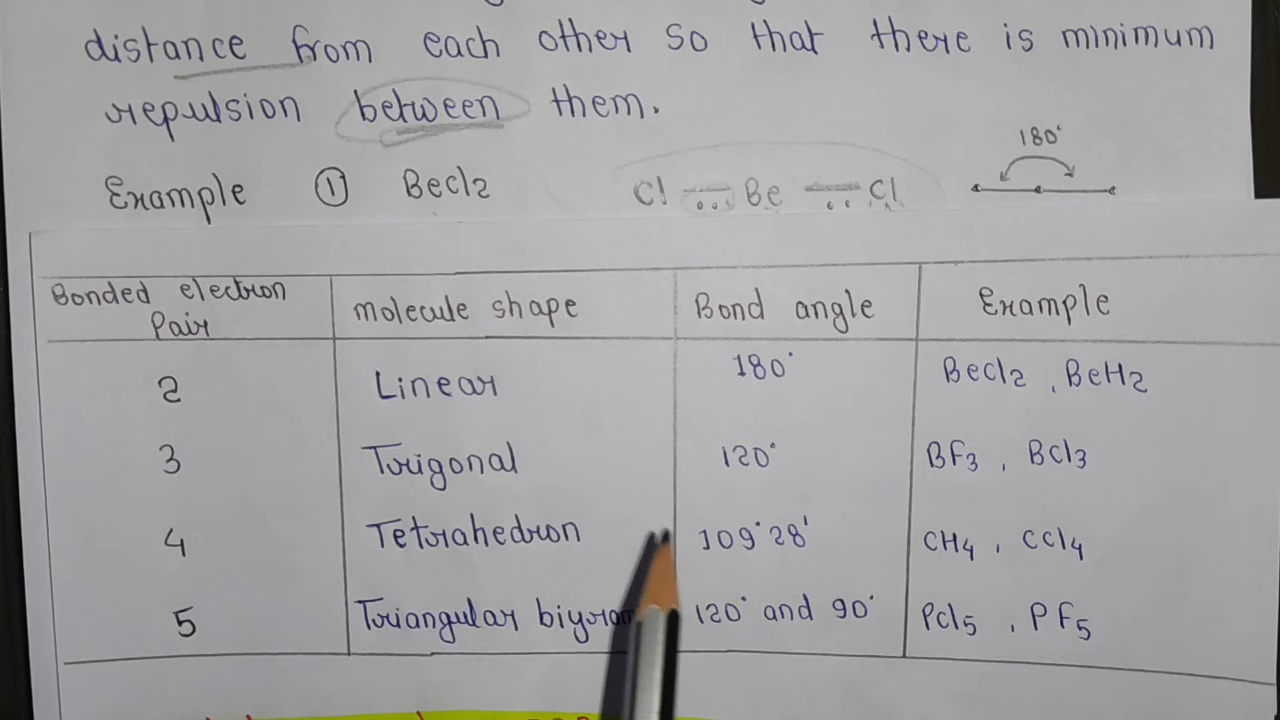 distance from each other so that there is minimum
repulsion between them.
Example ① BeCl2 Cl — Be — Cl 180°
Bonded electron Pair | Molecule shape | Bond angle | Example
2 | Linear | 180° | BeCl2 , BeH2
3 | Trigonal | 120° | BF3 , BCl3
4 | Tetrahedron | 109°28' | CH4 , CCl4
5 | Triangular | 120° and 90° | PCl5 , PF5